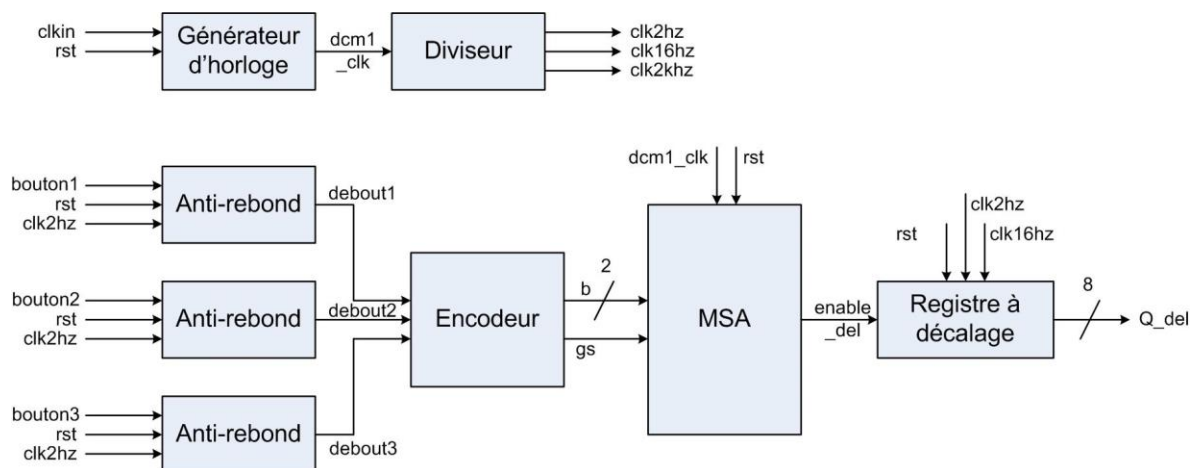 clkin
rst
Générateur
d'horloge
dcm1
_clk
Diviseur
clk2hz
clk16hz
clk2khz
bouton1
rst
clk2hz
Anti-rebond
debout1
bouton2
rst
clk2hz
Anti-rebond
debout2
bouton3
rst
clk2hz
Anti-rebond
debout3
Encodeur
2
b
gs
dcm1_clk
rst
MSA
enable
_del
rst
clk2hz
clk16hz
Registre à
décalage
8
Q_del